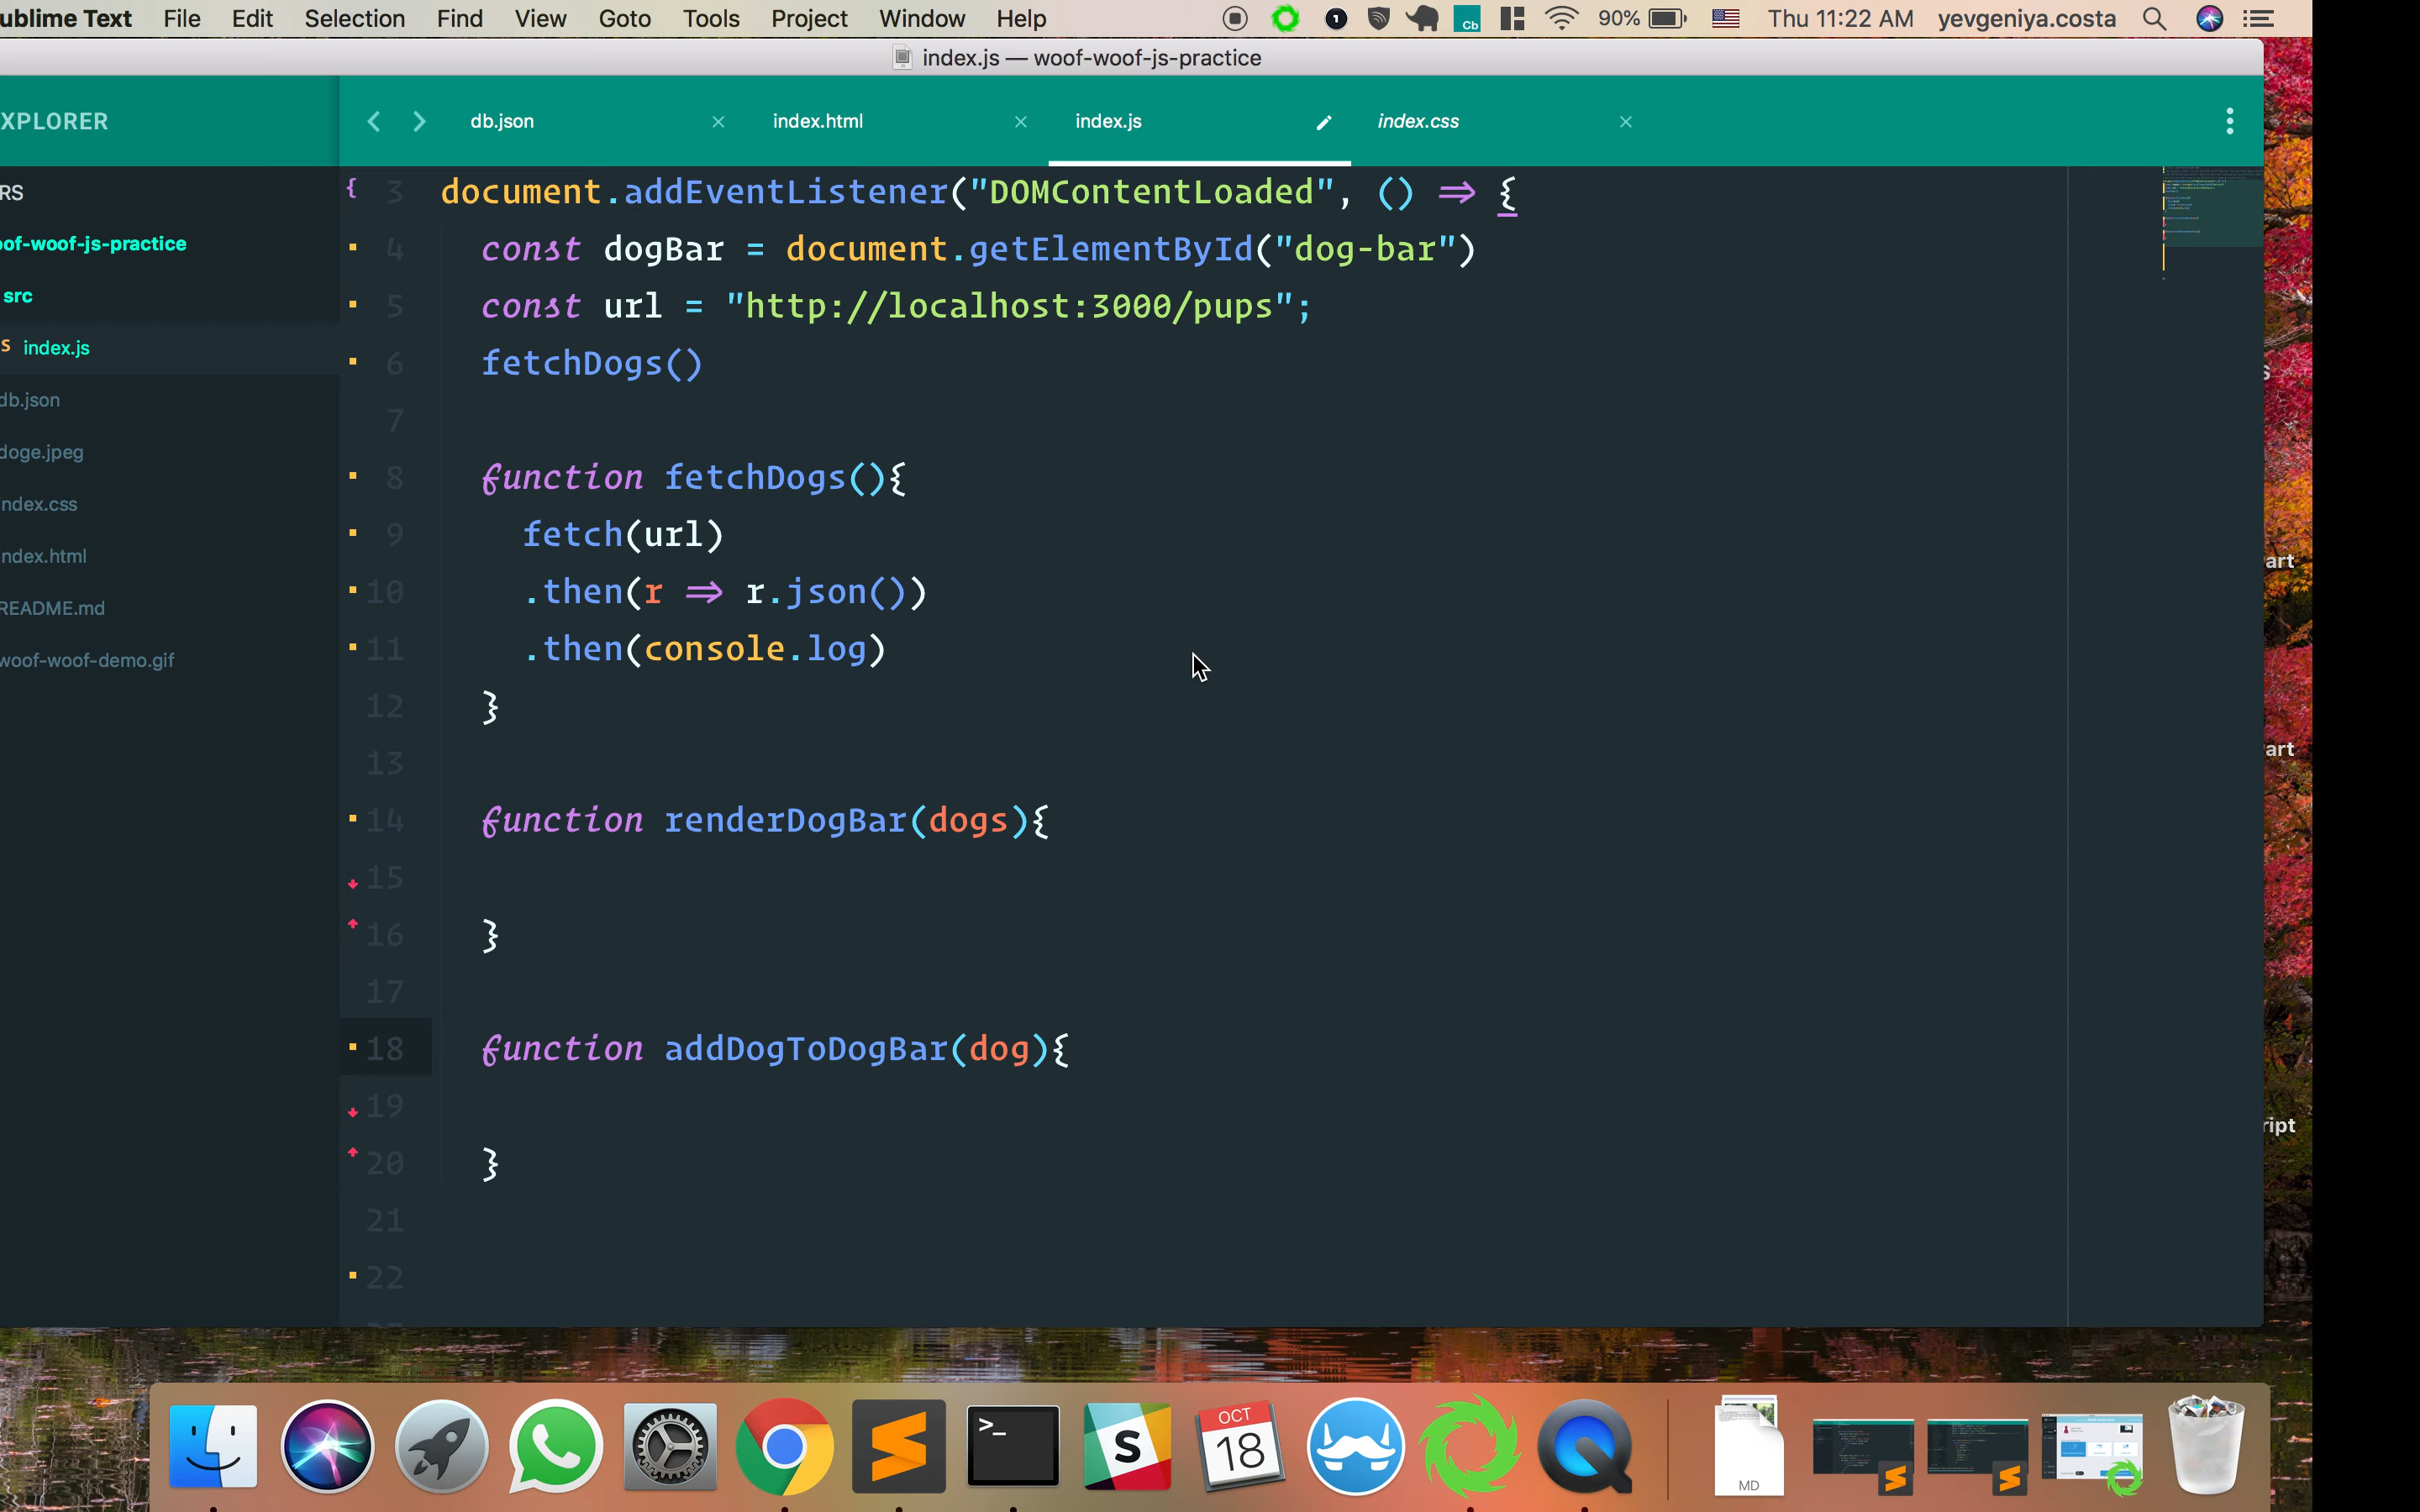 ublime Text File Edit Selection Find View Goto Tools Project Window Help 1 Cb 90% Thu 11:22 AM yevgeniya.costa
index.js — woof-woof-js-practice
XPLORER db.json index.html index.js index.css
RS
oof-woof-js-practice
src
S index.js
db.json
doge.jpeg
ndex.css
ndex.html
README.md
woof-woof-demo.gif
{ 3 document.addEventListener("DOMContentLoaded", () => {
4 const dogBar = document.getElementById("dog-bar")
5 const url = "http://localhost:3000/pups";
6 fetchDogs()
7
8 function fetchDogs(){
9 fetch(url)
10 .then(r => r.json())
11 .then(console.log)
12 }
13
14 function renderDogBar(dogs){
15
16 }
17
18 function addDogToDogBar(dog){
19
20 }
21
22
S
art
art
ript
>_
S
OCT
18
MD